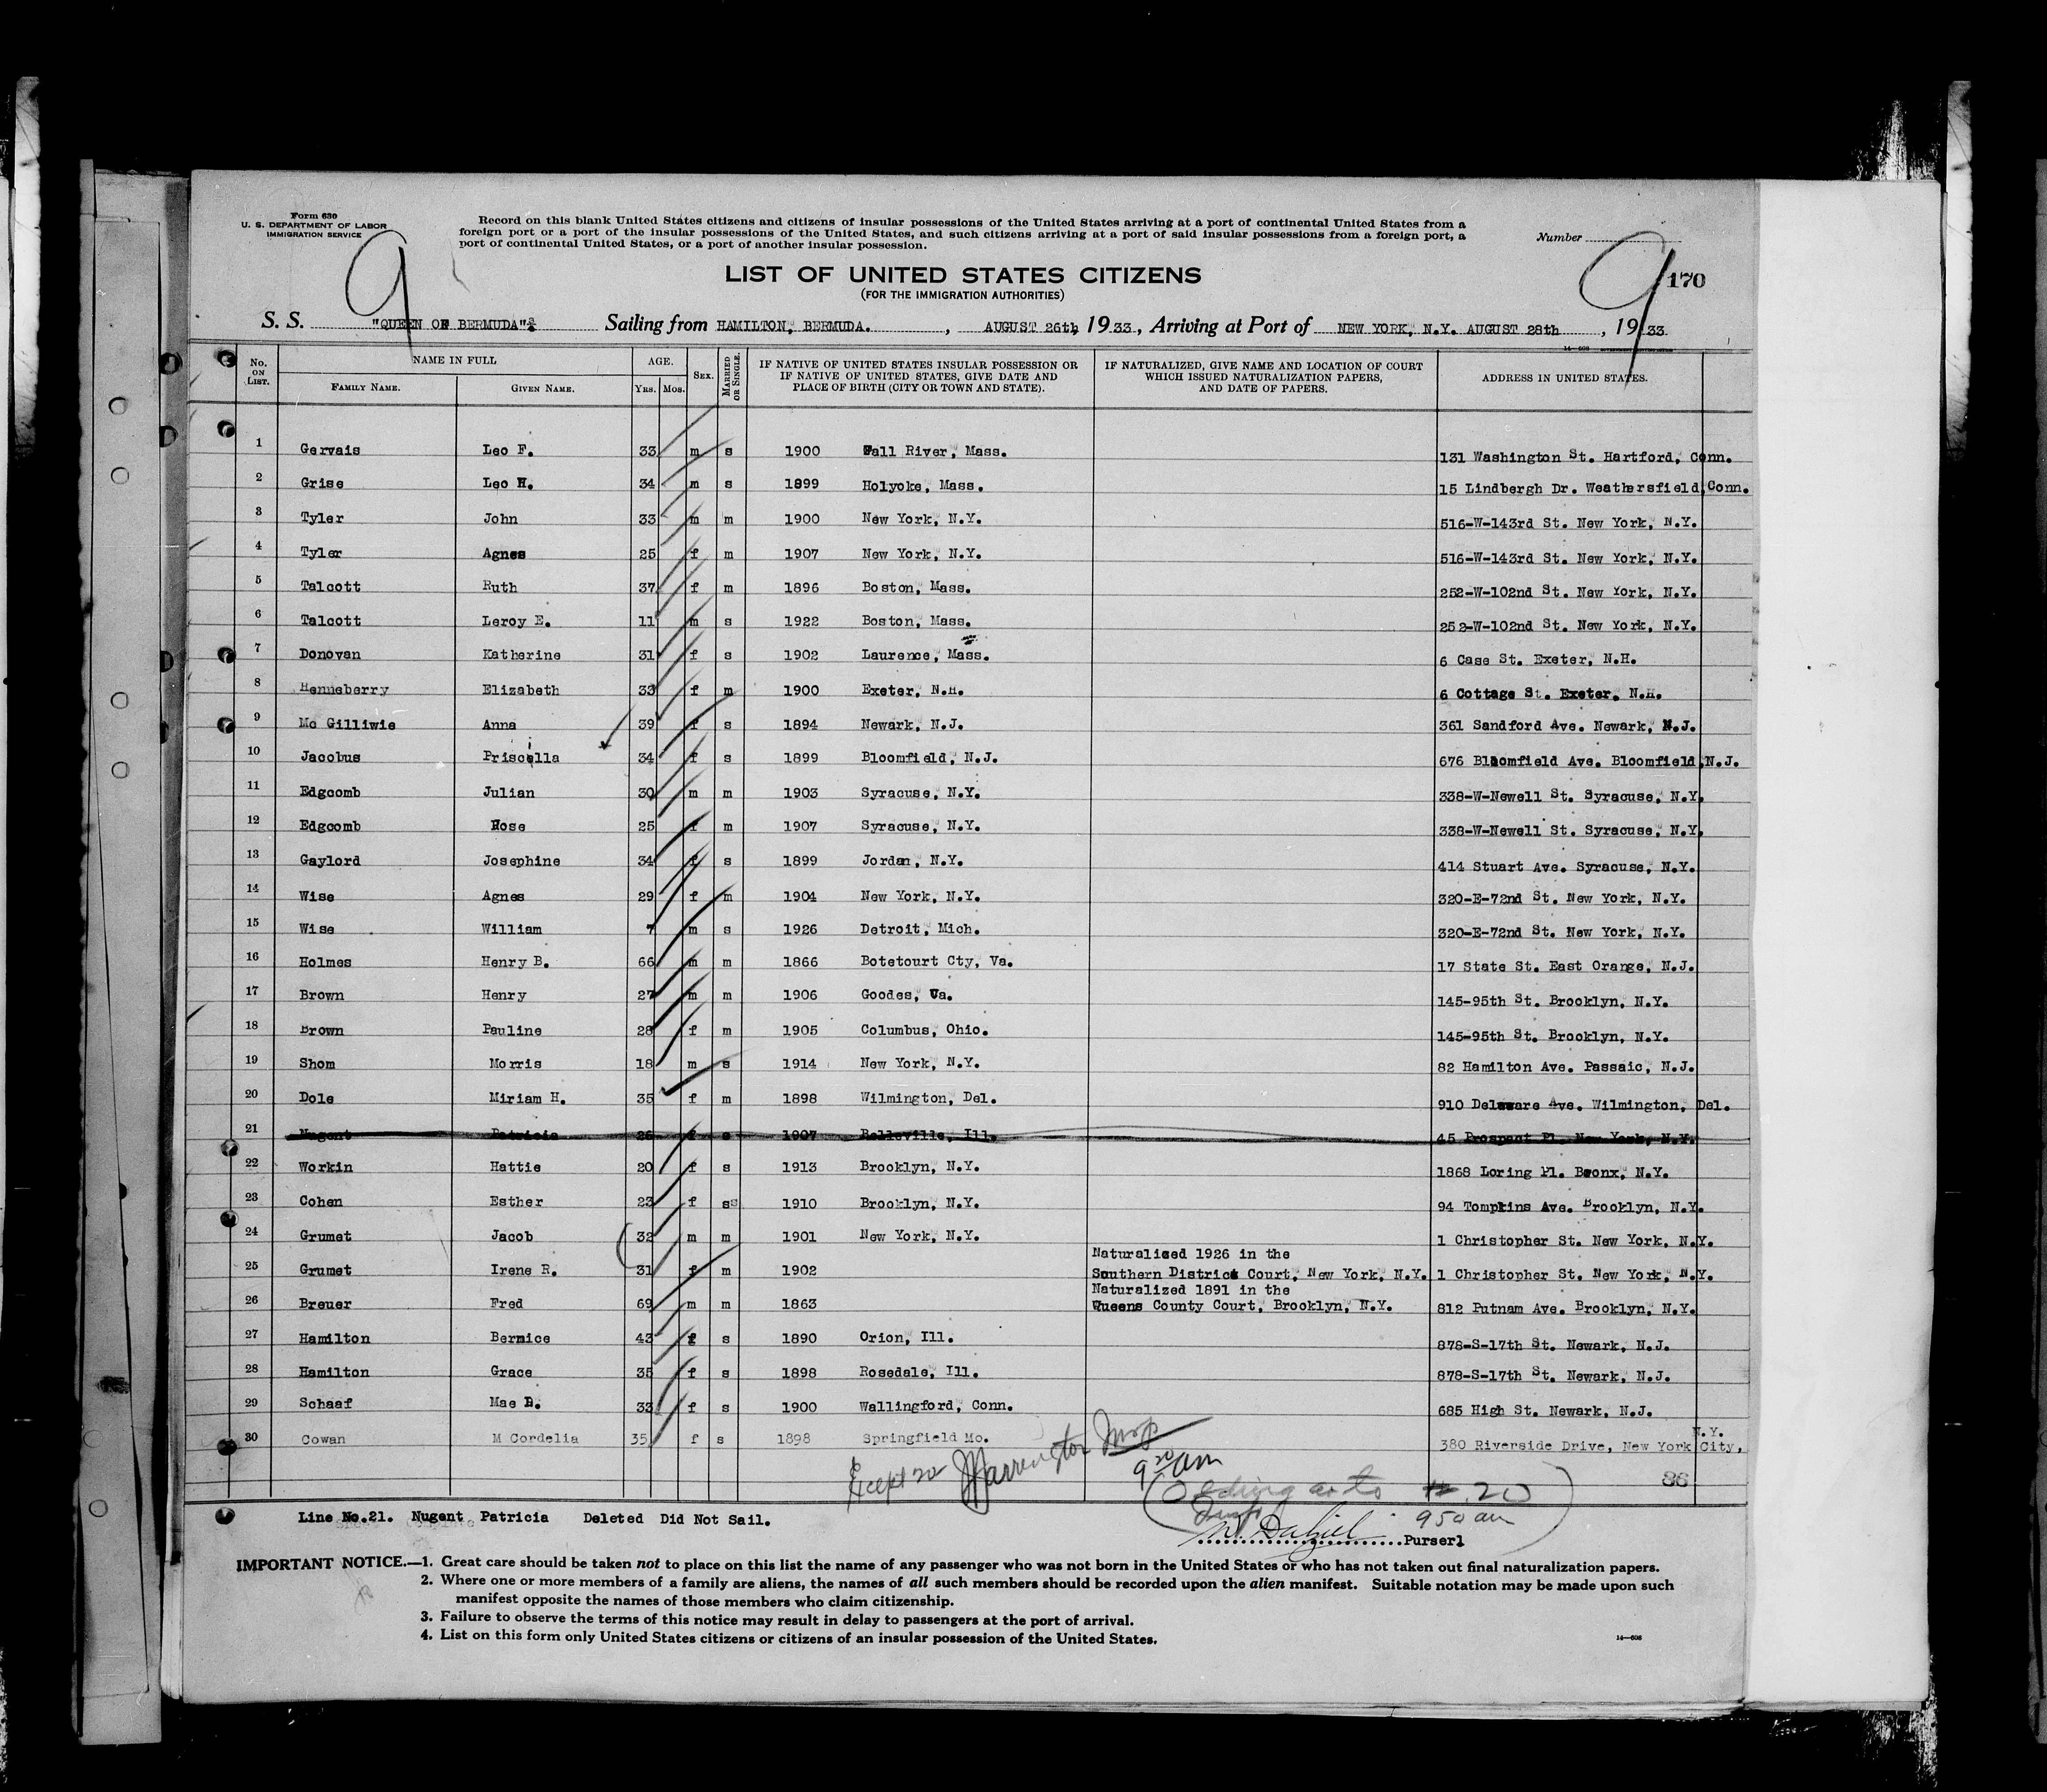 Form 630
U. S. DEPARTMENT OF LABOR
IMMIGRATION SERVICE
Record on this blank United States citizens and citizens of insular possessions of the United States arriving at a port of continental United States from a
foreign port or a port of the insular possessions of the United States, and such citizens arriving at a port of said insular possessions from a foreign port, a
port of continental United States, or a port of another insular possession.
Number
9
9
170
LIST OF UNITED STATES CITIZENS
(FOR THE IMMIGRATION AUTHORITIES)
S. S. "QUEEN OF BERMUDA" Sailing from HAMILTON, BERMUDA. , AUGUST 26th, 1933, Arriving at Port of NEW YORK, N.Y. AUGUST 28th , 1933
No. ON LIST. NAME IN FULL FAMILY NAME. GIVEN NAME. AGE. YRS. MOS. SEX. MARRIED OR SINGLE. IF NATIVE OF UNITED STATES INSULAR POSSESSION OR IF NATIVE OF UNITED STATES, GIVE DATE AND PLACE OF BIRTH (CITY OR TOWN AND STATE). IF NATURALIZED, GIVE NAME AND LOCATION OF COURT WHICH ISSUED NATURALIZATION PAPERS, AND DATE OF PAPERS. ADDRESS IN UNITED STATES.
1 Gervais Leo F. 33 m s 1900 Fall River, Mass. 131 Washington St. Hartford, Conn.
2 Grise Leo H. 34 m s 1899 Holyoke, Mass. 15 Lindbergh Dr. Weathersfield, Conn.
3 Tyler John 33 m m 1900 New York, N.Y. 516-W-143rd St. New York, N.Y.
4 Tyler Agnes 25 f m 1907 New York, N.Y. 516-W-143rd St. New York, N.Y.
5 Talcott Ruth 37 f m 1896 Boston, Mass. 252-W-102nd St. New York, N.Y.
6 Talcott Leroy E. 11 m s 1922 Boston, Mass. 252-W-102nd St. New York, N.Y.
7 Donovan Katherine 31 f s 1902 Laurence, Mass. 6 Case St. Exeter, N.H.
8 Henneberry Elizabeth 33 f m 1900 Exeter, N.H. 6 Cottage St. Exeter, N.H.
9 Mc Gilliwie Anna 39 f s 1894 Newark, N.J. 361 Sandford Ave. Newark, N.J.
10 Jacobus Priscilla 34 f s 1899 Bloomfield, N.J. 676 Bloomfield Ave. Bloomfield, N.J.
11 Edgcomb Julian 30 m m 1903 Syracuse, N.Y. 338-W-Newell St. Syracuse, N.Y.
12 Edgcomb Rose 25 f m 1907 Syracuse, N.Y. 338-W-Newell St. Syracuse, N.Y.
13 Gaylord Josephine 34 f s 1899 Jordan, N.Y. 414 Stuart Ave. Syracuse, N.Y.
14 Wise Agnes 29 f m 1904 New York, N.Y. 320-E-72nd St. New York, N.Y.
15 Wise William 7 m s 1926 Detroit, Mich. 320-E-72nd St. New York, N.Y.
16 Holmes Henry B. 66 m m 1866 Botetourt Cty, Va. 17 State St. East Orange, N.J.
17 Brown Henry 27 m m 1906 Goodes, Va. 145-95th St. Brooklyn, N.Y.
18 Brown Pauline 28 f m 1905 Columbus, Ohio. 145-95th St. Brooklyn, N.Y.
19 Shom Morris 18 m s 1914 New York, N.Y. 82 Hamilton Ave. Passaic, N.J.
20 Dole Miriam H. 35 f m 1898 Wilmington, Del. 910 Delaware Ave. Wilmington, Del.
21 Nugent Patricia 26 f s 1907 Belleville, Ill. 45 Prospect Pl. New York, N.Y.
22 Workin Hattie 20 f s 1913 Brooklyn, N.Y. 1868 Loring Pl. Bronx, N.Y.
23 Cohen Esther 23 f ss 1910 Brooklyn, N.Y. 94 Tompkins Ave. Brooklyn, N.Y.
24 Grumet Jacob 32 m m 1901 New York, N.Y. 1 Christopher St. New York, N.Y.
25 Grumet Irene R. 31 f m 1902 Naturalized 1926 in the Southern District Court, New York, N.Y. 1 Christopher St. New York, N.Y.
26 Breuer Fred 69 m m 1863 Naturalized 1891 in the Queens County Court, Brooklyn, N.Y. 812 Putnam Ave. Brooklyn, N.Y.
27 Hamilton Bernice 43 f s 1890 Orion, Ill. 878-S-17th St. Newark, N.J.
28 Hamilton Grace 35 f s 1898 Rosedale, Ill. 878-S-17th St. Newark, N.J.
29 Schaaf Mae D. 33 f s 1900 Wallingford, Conn. 685 High St. Newark, N.J.
30 Cowan M Cordelia 35 f s 1898 Springfield Mo. 380 Riverside Drive, New York City, N.Y.
Except 20 Warrington Insp
9 20 am
86
as to # 20
950 am
Line No.21. Nugent Patricia Deleted Did Not Sail.
Purser
IMPORTANT NOTICE.—1. Great care should be taken not to place on this list the name of any passenger who was not born in the United States or who has not taken out final naturalization papers.
2. Where one or more members of a family are aliens, the names of all such members should be recorded upon the alien manifest. Suitable notation may be made upon such
manifest opposite the names of those members who claim citizenship.
3. Failure to observe the terms of this notice may result in delay to passengers at the port of arrival.
4. List on this form only United States citizens or citizens of an insular possession of the United States.
14—608